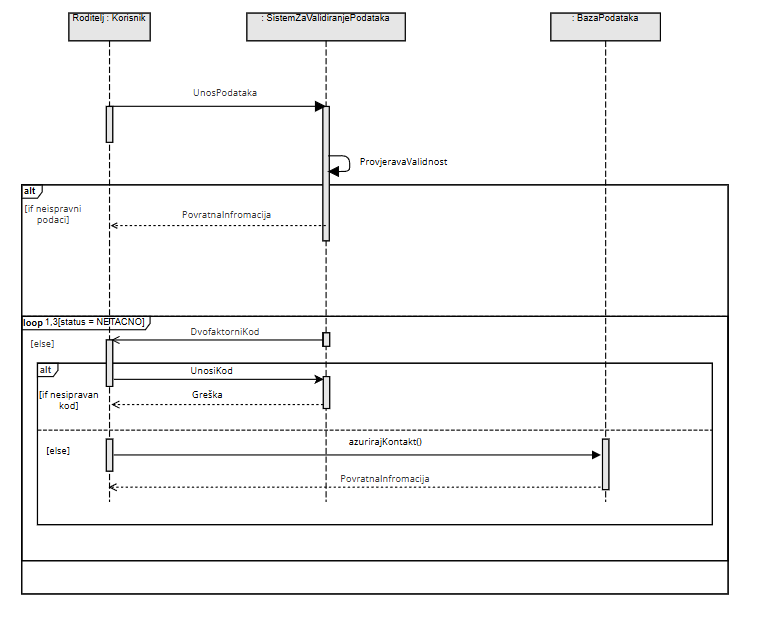 Roditelj : Korisnik
: SistemZaValidiranjePodataka
: BazaPodataka
UnosPodataka
ProvjeravaValidnost
alt
[if neispravni
podaci]
PovratnaInfromacija
loop 1,3[status = NETACNO]
DvofaktorniKod
[else]
alt
UnosiKod
[if nesipravan
kod]
Greška
azurirajKontakt()
[else]
PovratnaInfromacija